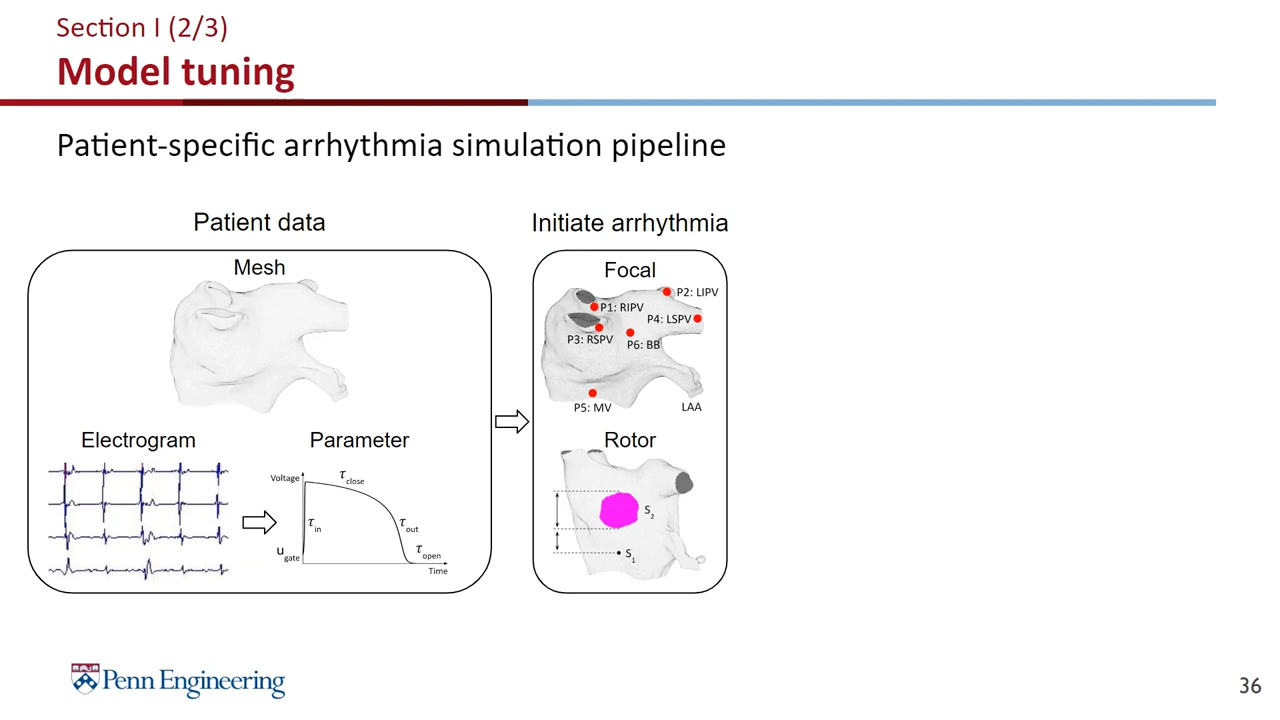 Section I (2/3)
Model tuning
Patient-specific arrhythmia simulation pipeline
Patient data
Mesh
Electrogram
Parameter
Voltage
τclose
τin
τout
τopen
ugate
Time
Initiate arrhythmia
Focal
P2: LIPV
P1: RIPV
P4: LSPV
P3: RSPV
P6: BB
P5: MV
LAA
Rotor
S2
S1
Penn Engineering
36